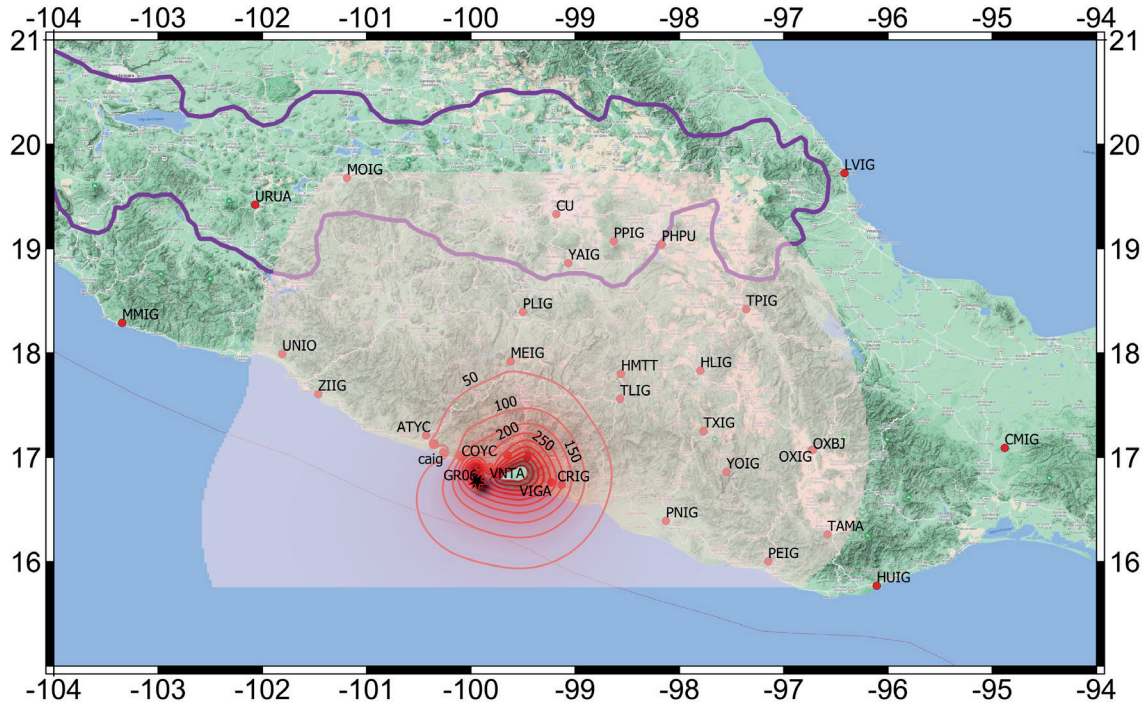 -104 -103 -102 -101 -100 -99 -98 -97 -96 -95 -94
21 21
20 20
LVIG
MOIG
URUA
CU
PPIG
PHPU
19 19
YAIG
PLIG
TPIG
MMIG
18 18
UNIO
MEIG
HMTT
HLIG
ZIIG
50
TLIG
100
ATYC
200
TXIG
250
150
OXBJ
CMIG
17 17
caig
COYC
OXIG
GR06
VNTA
CRIG
YOIG
VIGA
PNIG
TAMA
16 16
PEIG
HUIG
-104 -103 -102 -101 -100 -99 -98 -97 -96 -95 -94